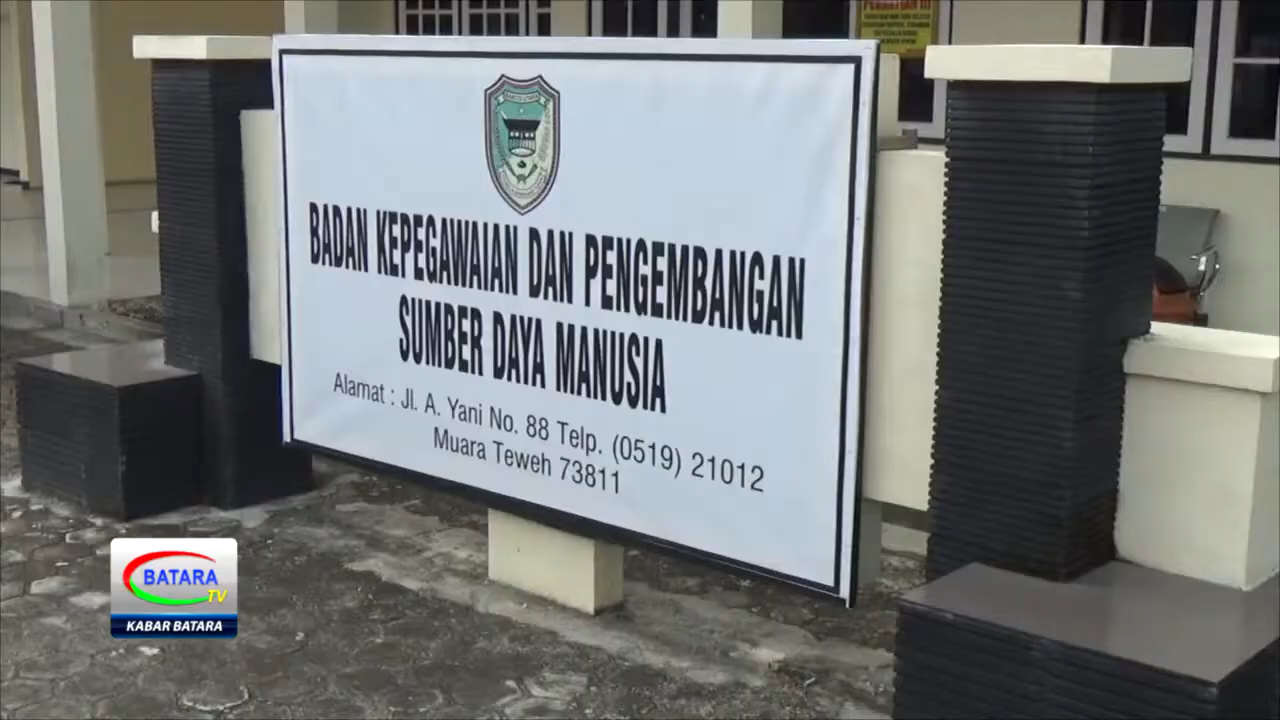 BADAN KEPEGAWAIAN DAN PENGEMBANGAN
SUMBER DAYA MANUSIA
Alamat : Jl. A. Yani No. 88 Telp. (0519) 21012
Muara Teweh 73811
BATARA
TV
KABAR BATARA